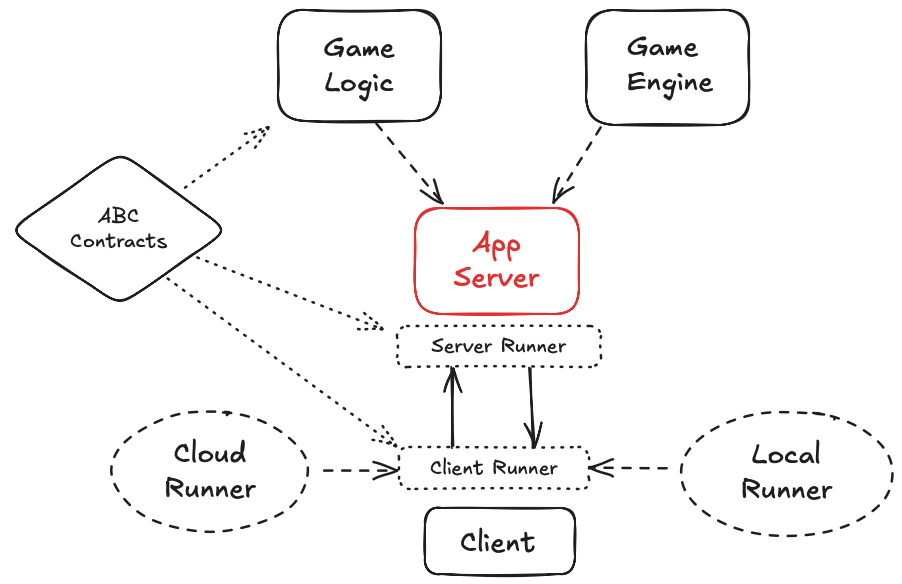 Game
Logic
Game
Engine
ABC
Contracts
App
Server
Server Runner
Cloud
Runner
Client Runner
Local
Runner
Client